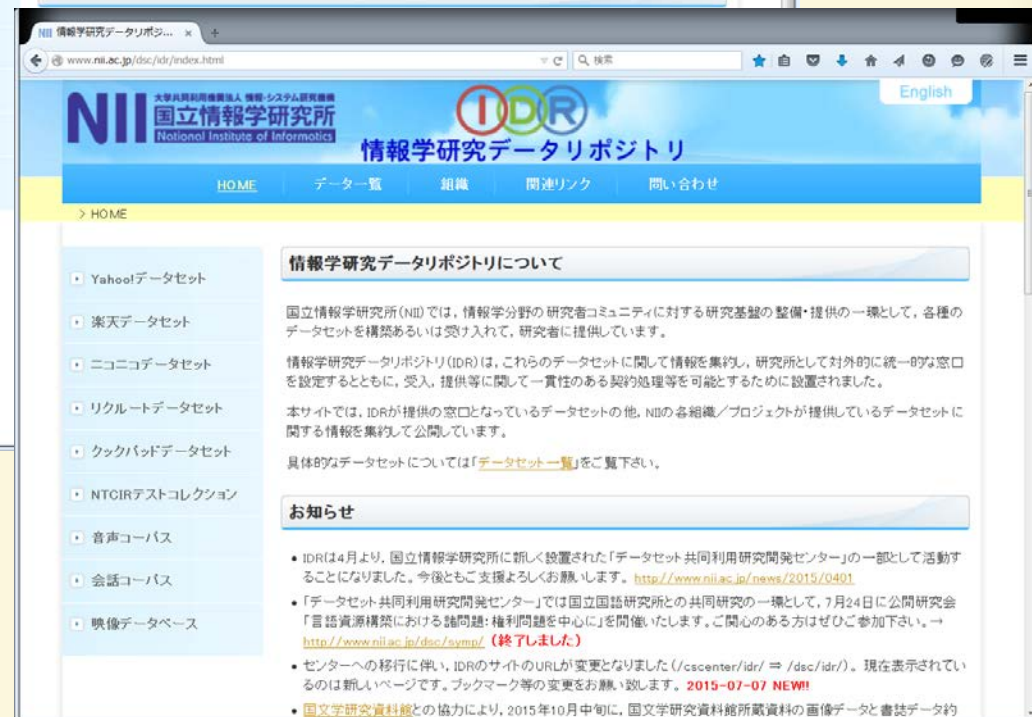 NII 情報学研究データリポジ... × +
www.nii.ac.jp/dsc/idr/index.html
検索
NII
大学共同利用機関法人 情報・システム研究機構
国立情報学研究所
National Institute of Informatics
IDR
情報学研究データリポジトリ
English
HOME データ一覧 組織 関連リンク 問い合わせ
> HOME
Yahoo!データセット
楽天データセット
ニコニコデータセット
リクルートデータセット
クックパッドデータセット
NTCIRテストコレクション
音声コーパス
会話コーパス
映像データベース
情報学研究データリポジトリについて
国立情報学研究所(NII)では，情報学分野の研究者コミュニティに対する研究基盤の整備・提供の一環として，各種の
データセットを構築あるいは受け入れて，研究者に提供しています。
情報学研究データリポジトリ(IDR)は，これらのデータセットに関して情報を集約し，研究所として対外的に統一的な窓口
を設定するとともに，受入，提供等に関して一貫性のある契約処理等を可能とするために設置されました。
本サイトでは，IDRが提供の窓口となっているデータセットの他，NIIの各組織／プロジェクトが提供しているデータセットに
関する情報を集約して公開しています。
具体的なデータセットについては「データセット一覧」をご覧下さい。
お知らせ
• IDRは4月より，国立情報学研究所に新しく設置された「データセット共同利用研究開発センター」の一部として活動す
ることになりました。今後ともご支援よろしくお願いします。 http://www.nii.ac.jp/news/2015/0401
• 「データセット共同利用研究開発センター」では国立国語研究所との共同研究の一環として，7月24日に公開研究会
「言語資源構築における諸問題：権利問題を中心に」を開催いたします。ご関心のある方はぜひご参加下さい。→
http://www.nii.ac.jp/dsc/symp/ (終了しました)
• センターへの移行に伴い，IDRのサイトのURLが変更となりました（/cscenter/idr/ ⇒ /dsc/idr/）。現在表示されてい
るのは新しいページです。ブックマーク等の変更をお願い致します。 2015-07-07 NEW!!
• 国文学研究資料館との協力により，2015年10月中旬に，国文学研究資料館所蔵資料の画像データと書誌データ約